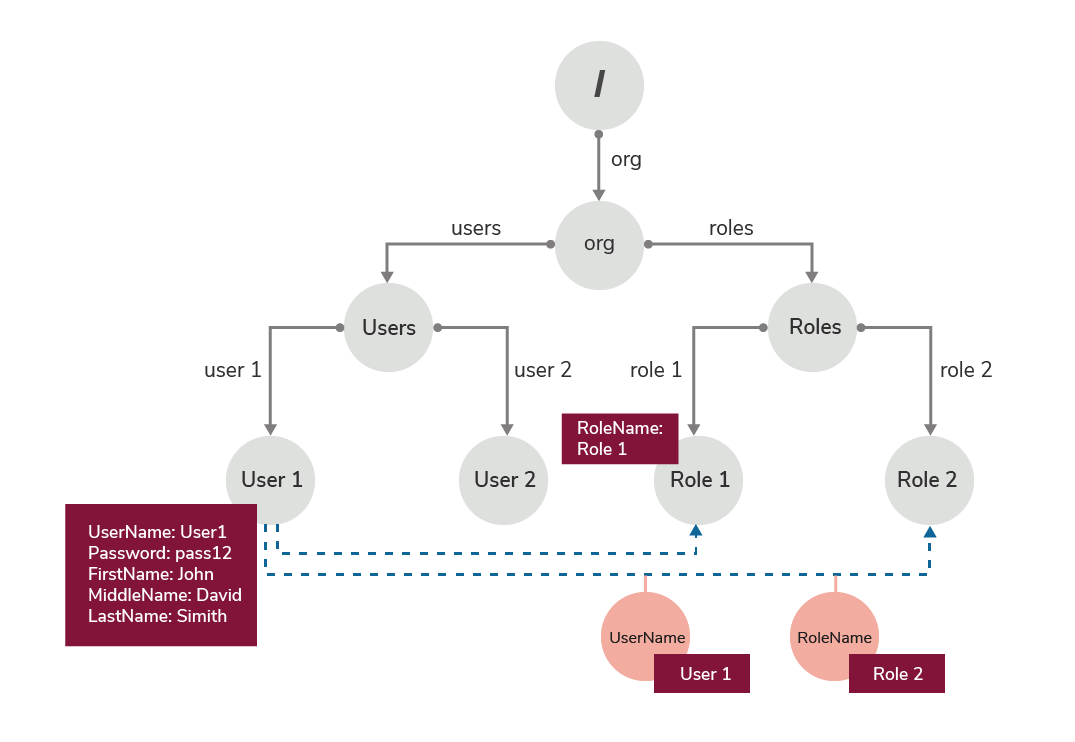 /
org
org
users
roles
Users
Roles
user 1
user 2
role 1
role 2
RoleName:
Role 1
User 1
User 2
Role 1
Role 2
UserName: User1
Password: pass12
FirstName: John
MiddleName: David
LastName: Simith
UserName
RoleName
User 1
Role 2